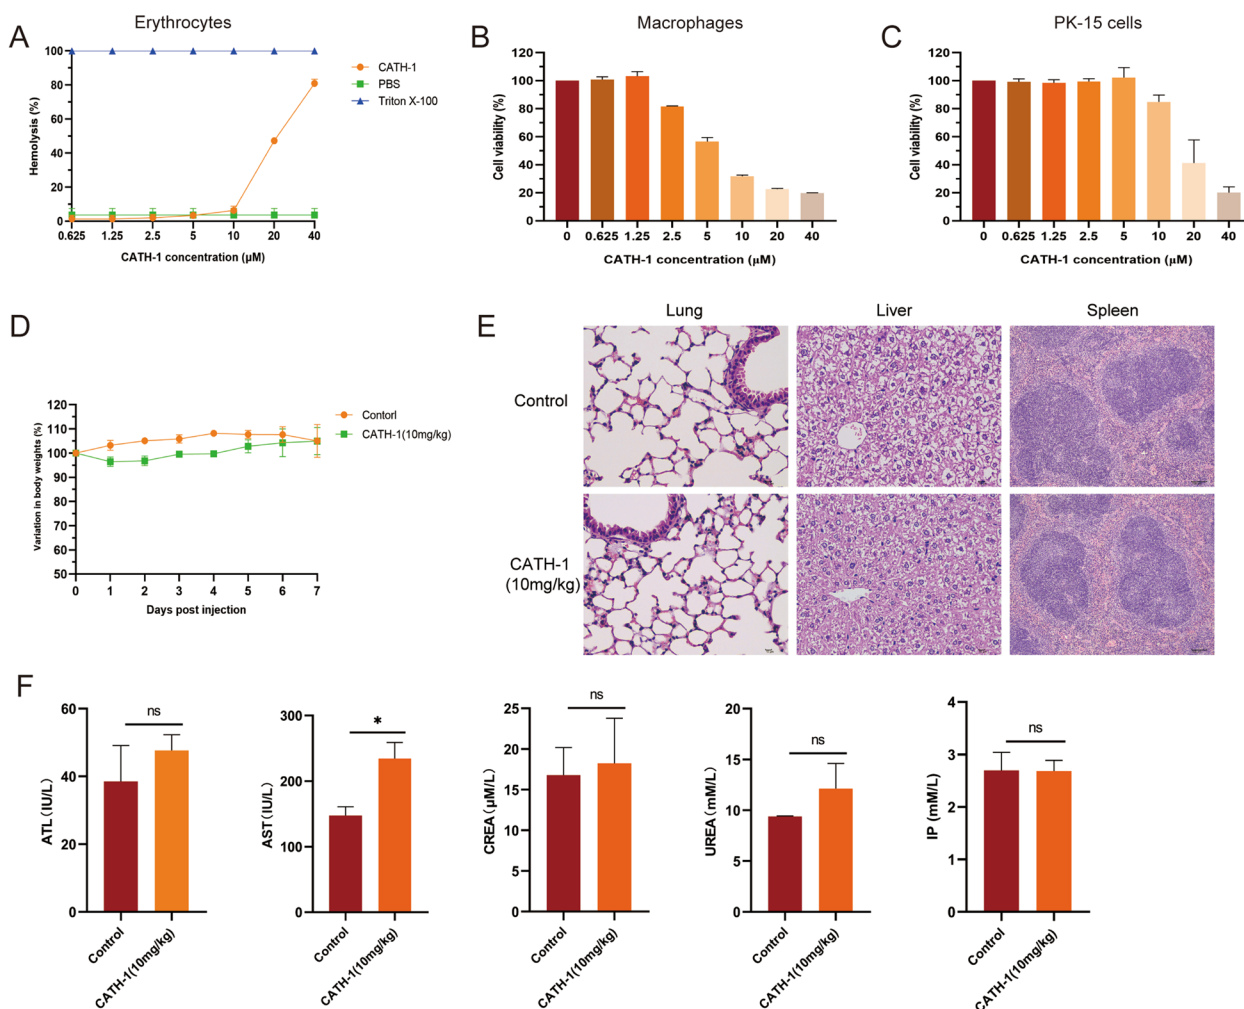 A
Erythrocytes
Hemolysis (%)
100
80
60
40
20
0
0.625 1.25 2.5 5 10 20 40
CATH-1 concentration (μM)
CATH-1
PBS
Triton X-100
B
Macrophages
Cell viability (%)
120
100
80
60
40
20
0
0 0.625 1.25 2.5 5 10 20 40
CATH-1 concentration (μM)
C
PK-15 cells
Cell viability (%)
120
100
80
60
40
20
0
0 0.625 1.25 2.5 5 10 20 40
CATH-1 concentration (μM)
D
Variation in body weights (%)
120
110
100
90
80
70
60
50
0 1 2 3 4 5 6 7
Days post injection
Contorl
CATH-1(10mg/kg)
E
Lung Liver Spleen
Control
CATH-1
(10mg/kg)
F
ATL (IU/L)
60
40
20
0
ns
Control
CATH-1(10mg/kg)
AST (IU/L)
300
200
100
0
*
Control
CATH-1(10mg/kg)
CREA (μM/L)
25
20
15
10
5
0
ns
Control
CATH-1(10mg/kg)
UREA (mM/L)
20
15
10
5
0
ns
Control
CATH-1(10mg/kg)
IP (mM/L)
4
3
2
1
0
ns
Control
CATH-1(10mg/kg)